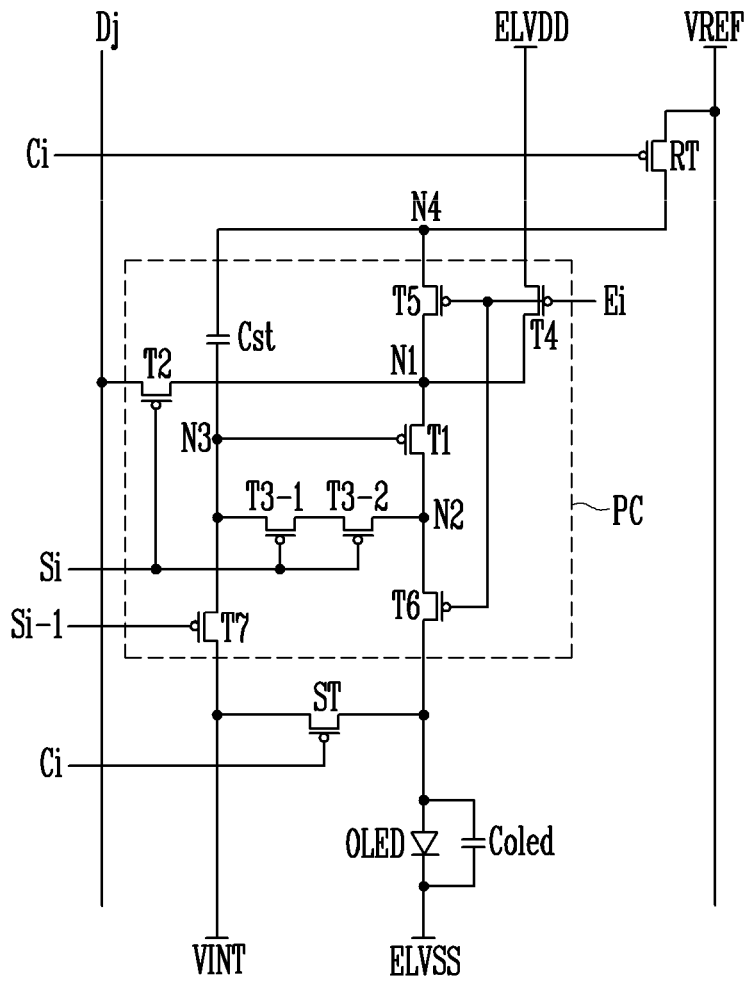 Dj
ELVDD
VREF
Ci
RT
N4
T5
Ei
T4
Cst
T2
N1
N3
T1
T3-1
T3-2
N2
PC
Si
T6
Si-1
T7
ST
Ci
OLED
Coled
VINT
ELVSS